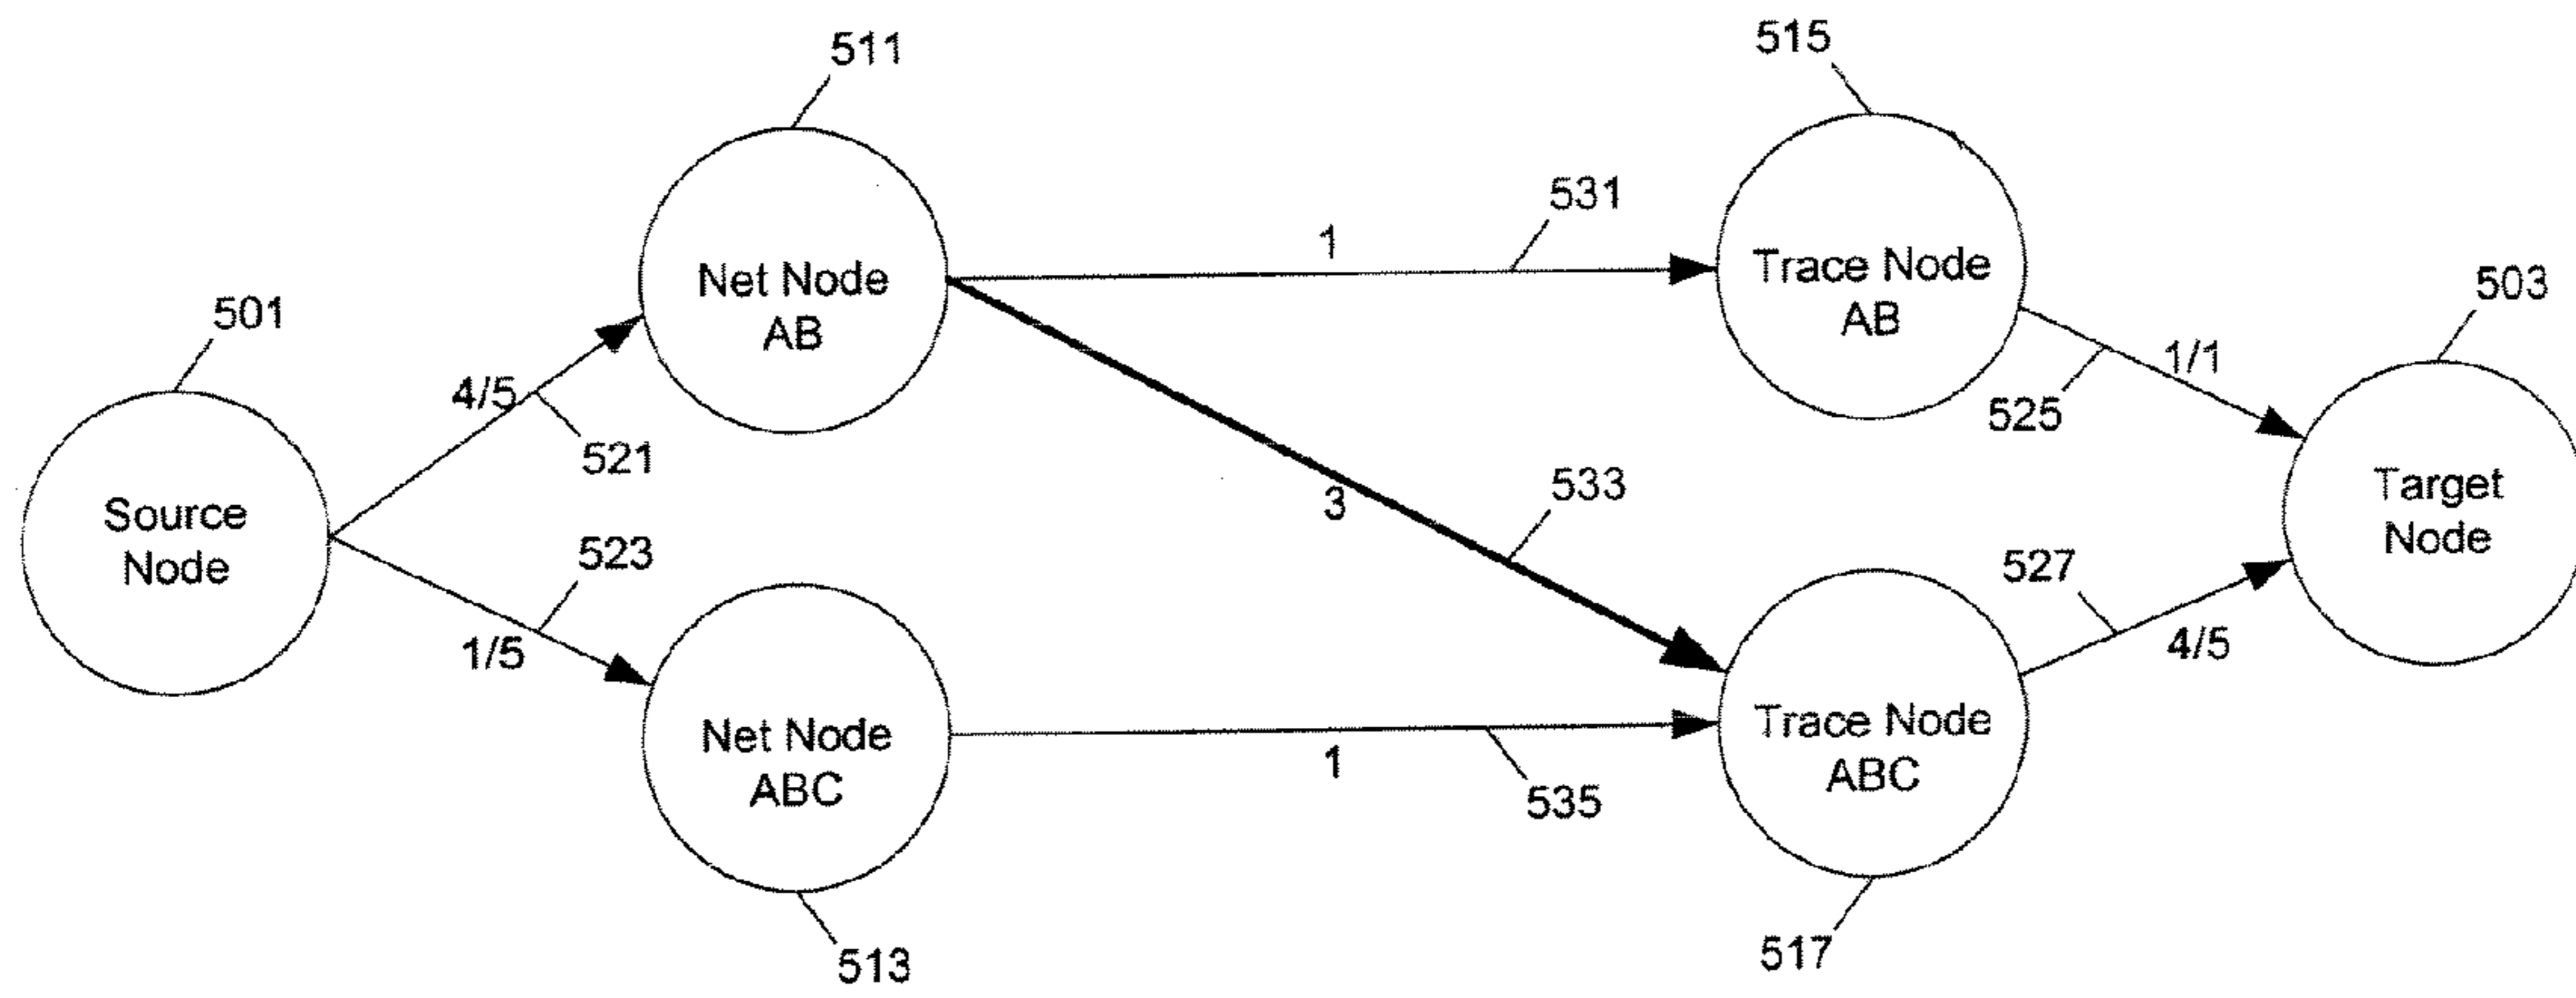 511
515
531
1
Net Node
AB
Trace Node
AB
503
501
1/1
4/5
525
521
533
3
Source
Node
Target
Node
523
527
1/5
4/5
Net Node
ABC
Trace Node
ABC
1
535
513
517